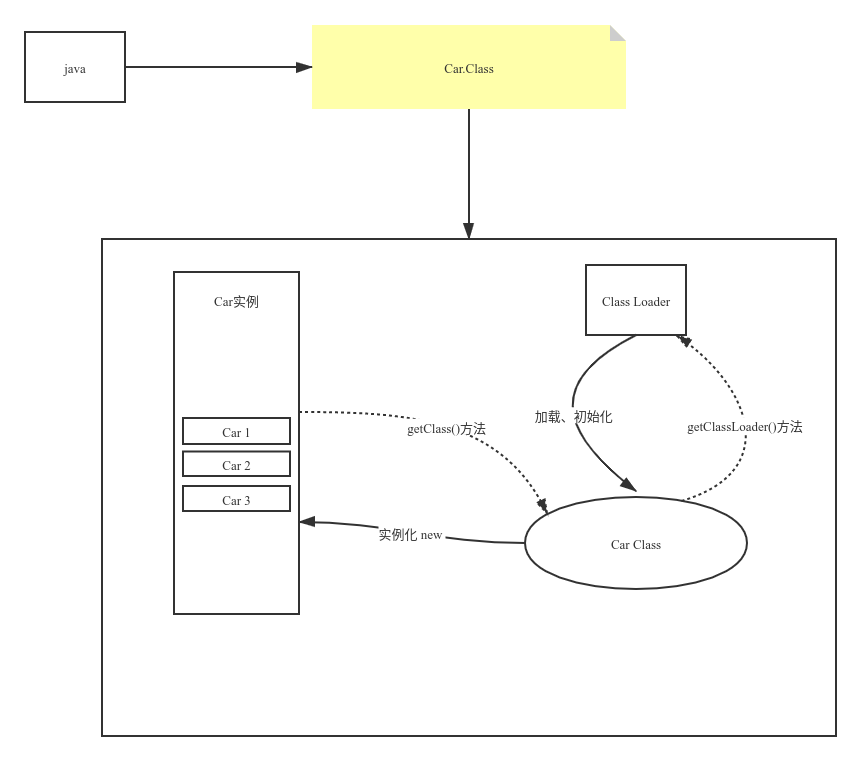 java
Car.Class
Car实例
Class Loader
加载、初始化
getClass()方法
getClassLoader()方法
Car 1
Car 2
Car 3
实例化 new
Car Class